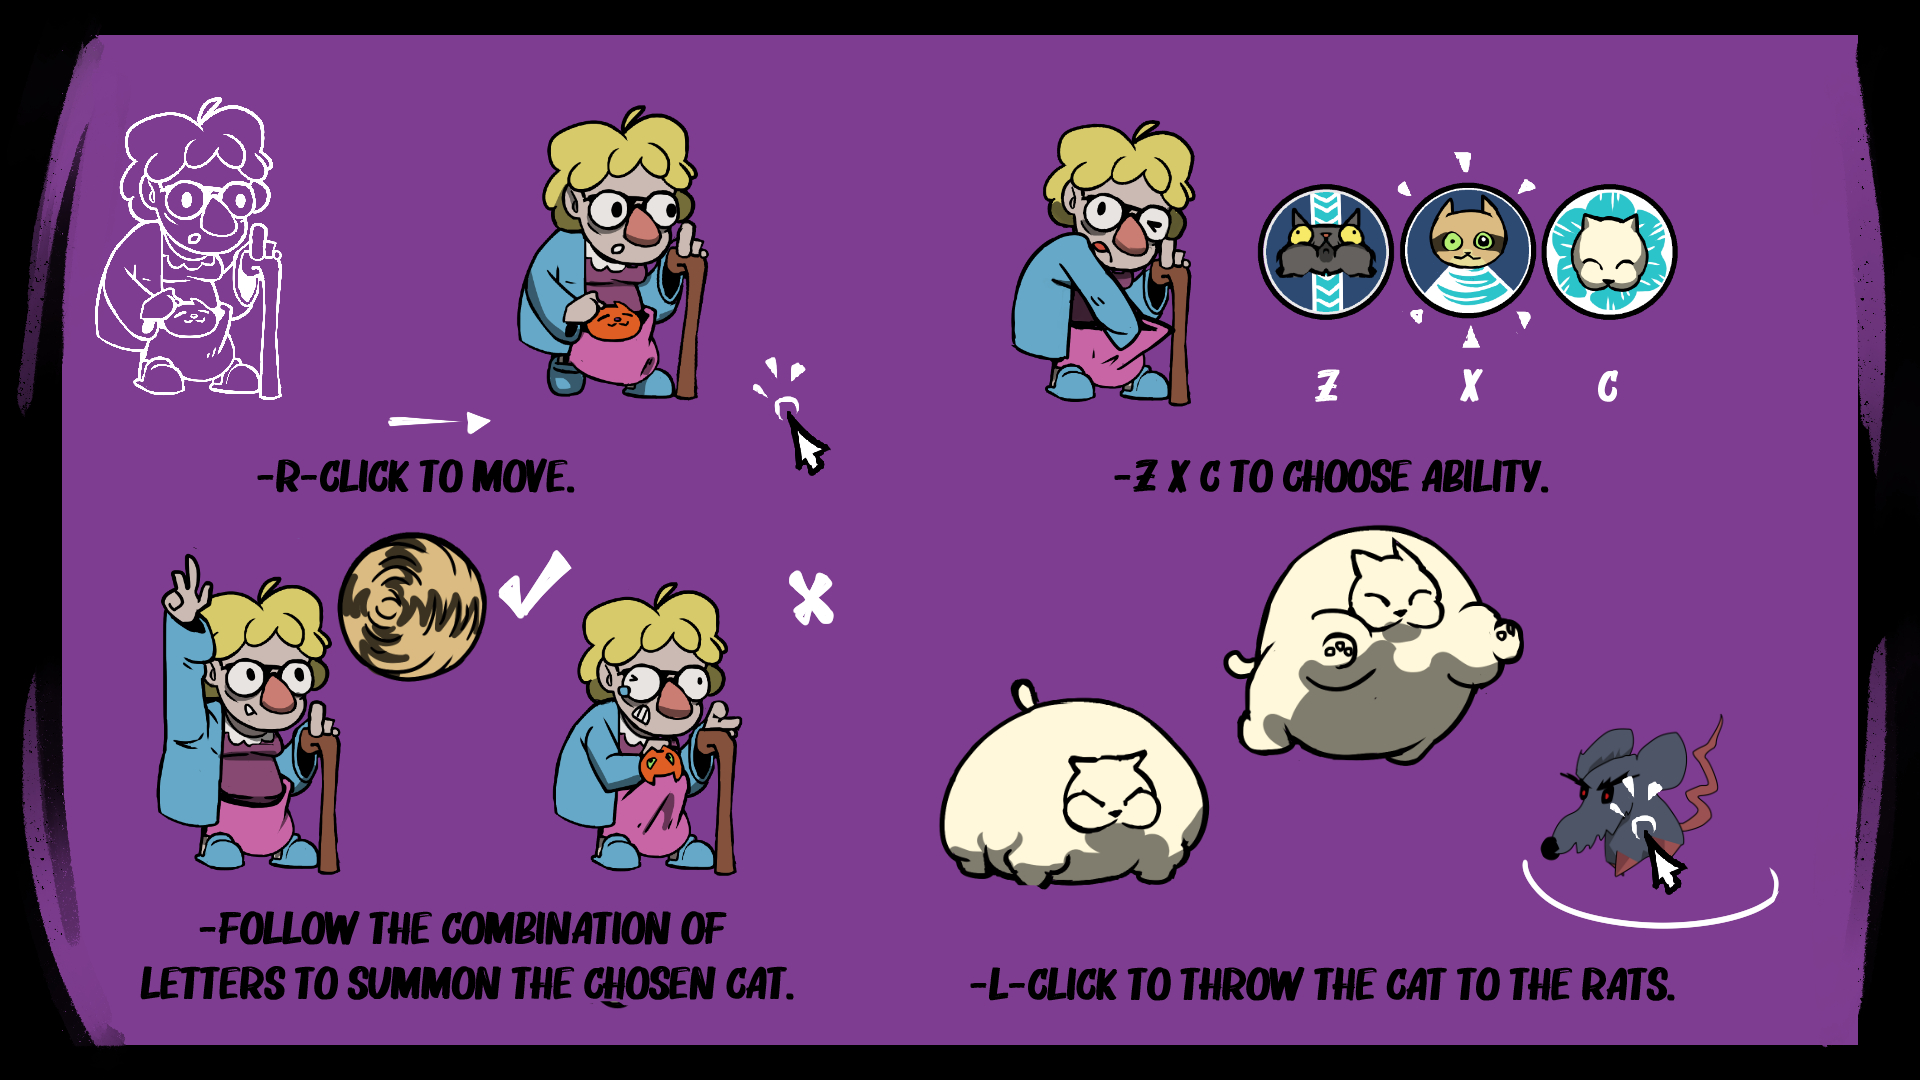 Z X C
-R-CLICK TO MOVE.
-Z X C TO CHOOSE ABILITY.
-FOLLOW THE COMBINATION OF
LETTERS TO SUMMON THE CHOSEN CAT.
-L-CLICK TO THROW THE CAT TO THE RATS.